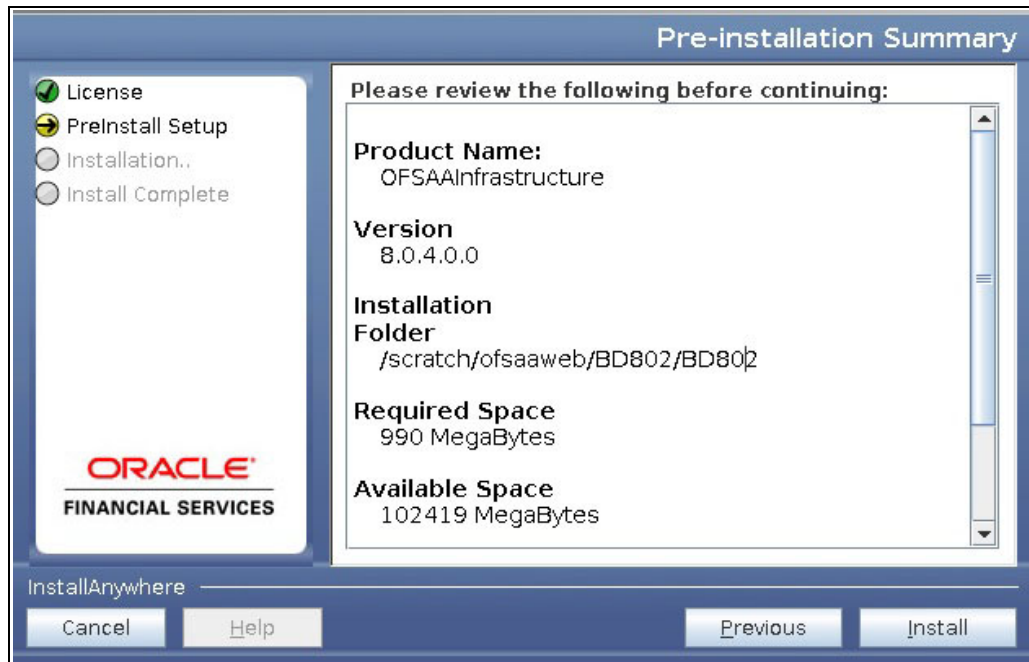 Pre-installation Summary
License
PreInstall Setup
Installation..
Install Complete
ORACLE
FINANCIAL SERVICES
Please review the following before continuing:
Product Name:
OFSAAInfrastructure
Version
8.0.4.0.0
Installation
Folder
/scratch/ofsaaweb/BD802/BD802
Required Space
990 MegaBytes
Available Space
102419 MegaBytes
InstallAnywhere
Cancel
Help
Previous
Install